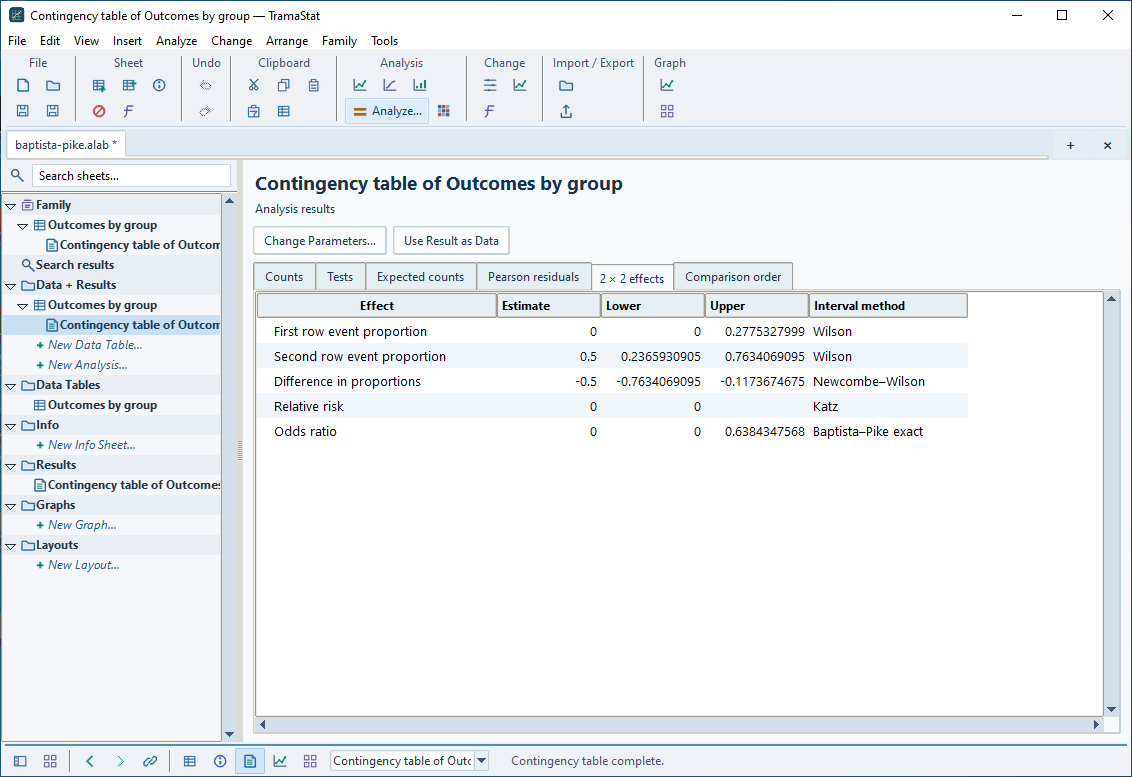 Contingency table of Outcomes by group — TramaStat
File Edit View Insert Analyze Change Arrange Family Tools
File Sheet Undo Clipboard Analysis Change Import / Export Graph
Analyze...
baptista-pike.alab *
Search sheets...
Family
Outcomes by group
Contingency table of Outcom
Search results
Data + Results
Outcomes by group
Contingency table of Outcom
New Data Table...
New Analysis...
Data Tables
Outcomes by group
Info
New Info Sheet...
Results
Contingency table of Outcomes
Graphs
New Graph...
Layouts
New Layout...
Contingency table of Outcomes by group
Analysis results
Change Parameters... Use Result as Data
Counts Tests Expected counts Pearson residuals 2 × 2 effects Comparison order
Effect Estimate Lower Upper Interval method
First row event proportion 0 0 0.2775327999 Wilson
Second row event proportion 0.5 0.2365930905 0.7634069095 Wilson
Difference in proportions -0.5 -0.7634069095 -0.1173674675 Newcombe–Wilson
Relative risk 0 0 Katz
Odds ratio 0 0 0.6384347568 Baptista–Pike exact
Contingency table of Outc Contingency table complete.